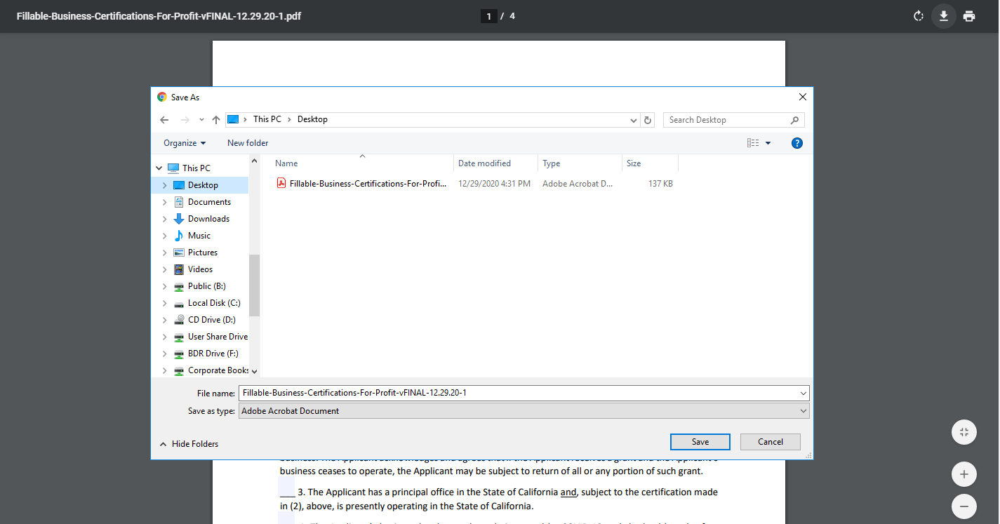 Fillable-Business-Certifications-For-Profit-vFINAL-12.29.20-1.pdf
1 / 4
Save As
This PC > Desktop
Search Desktop
Organize
New folder
?
Name
Date modified
Type
Size
This PC
Desktop
Documents
Downloads
Music
Pictures
Videos
Public (B:)
Local Disk (C:)
CD Drive (D:)
User Share Drive
BDR Drive (F:)
Corporate Books
Fillable-Business-Certifications-For-Profi... 12/29/2020 4:31 PM Adobe Acrobat D... 137 KB
File name: Fillable-Business-Certifications-For-Profit-vFINAL-12.29.20-1
Save as type: Adobe Acrobat Document
Hide Folders
Save
Cancel
business ceases to operate, the Applicant may be subject to return of all or any portion of such grant.
___ 3. The Applicant has a principal office in the State of California and, subject to the certification made
in (2), above, is presently operating in the State of California.